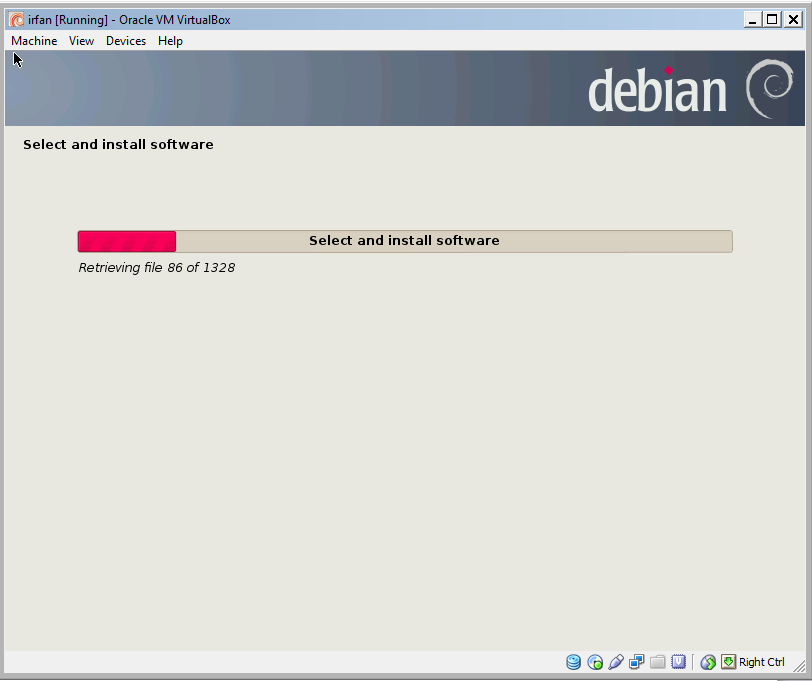 irfan [Running] - Oracle VM VirtualBox
Machine View Devices Help
debian
Select and install software
Select and install software
Retrieving file 86 of 1328
Right Ctrl